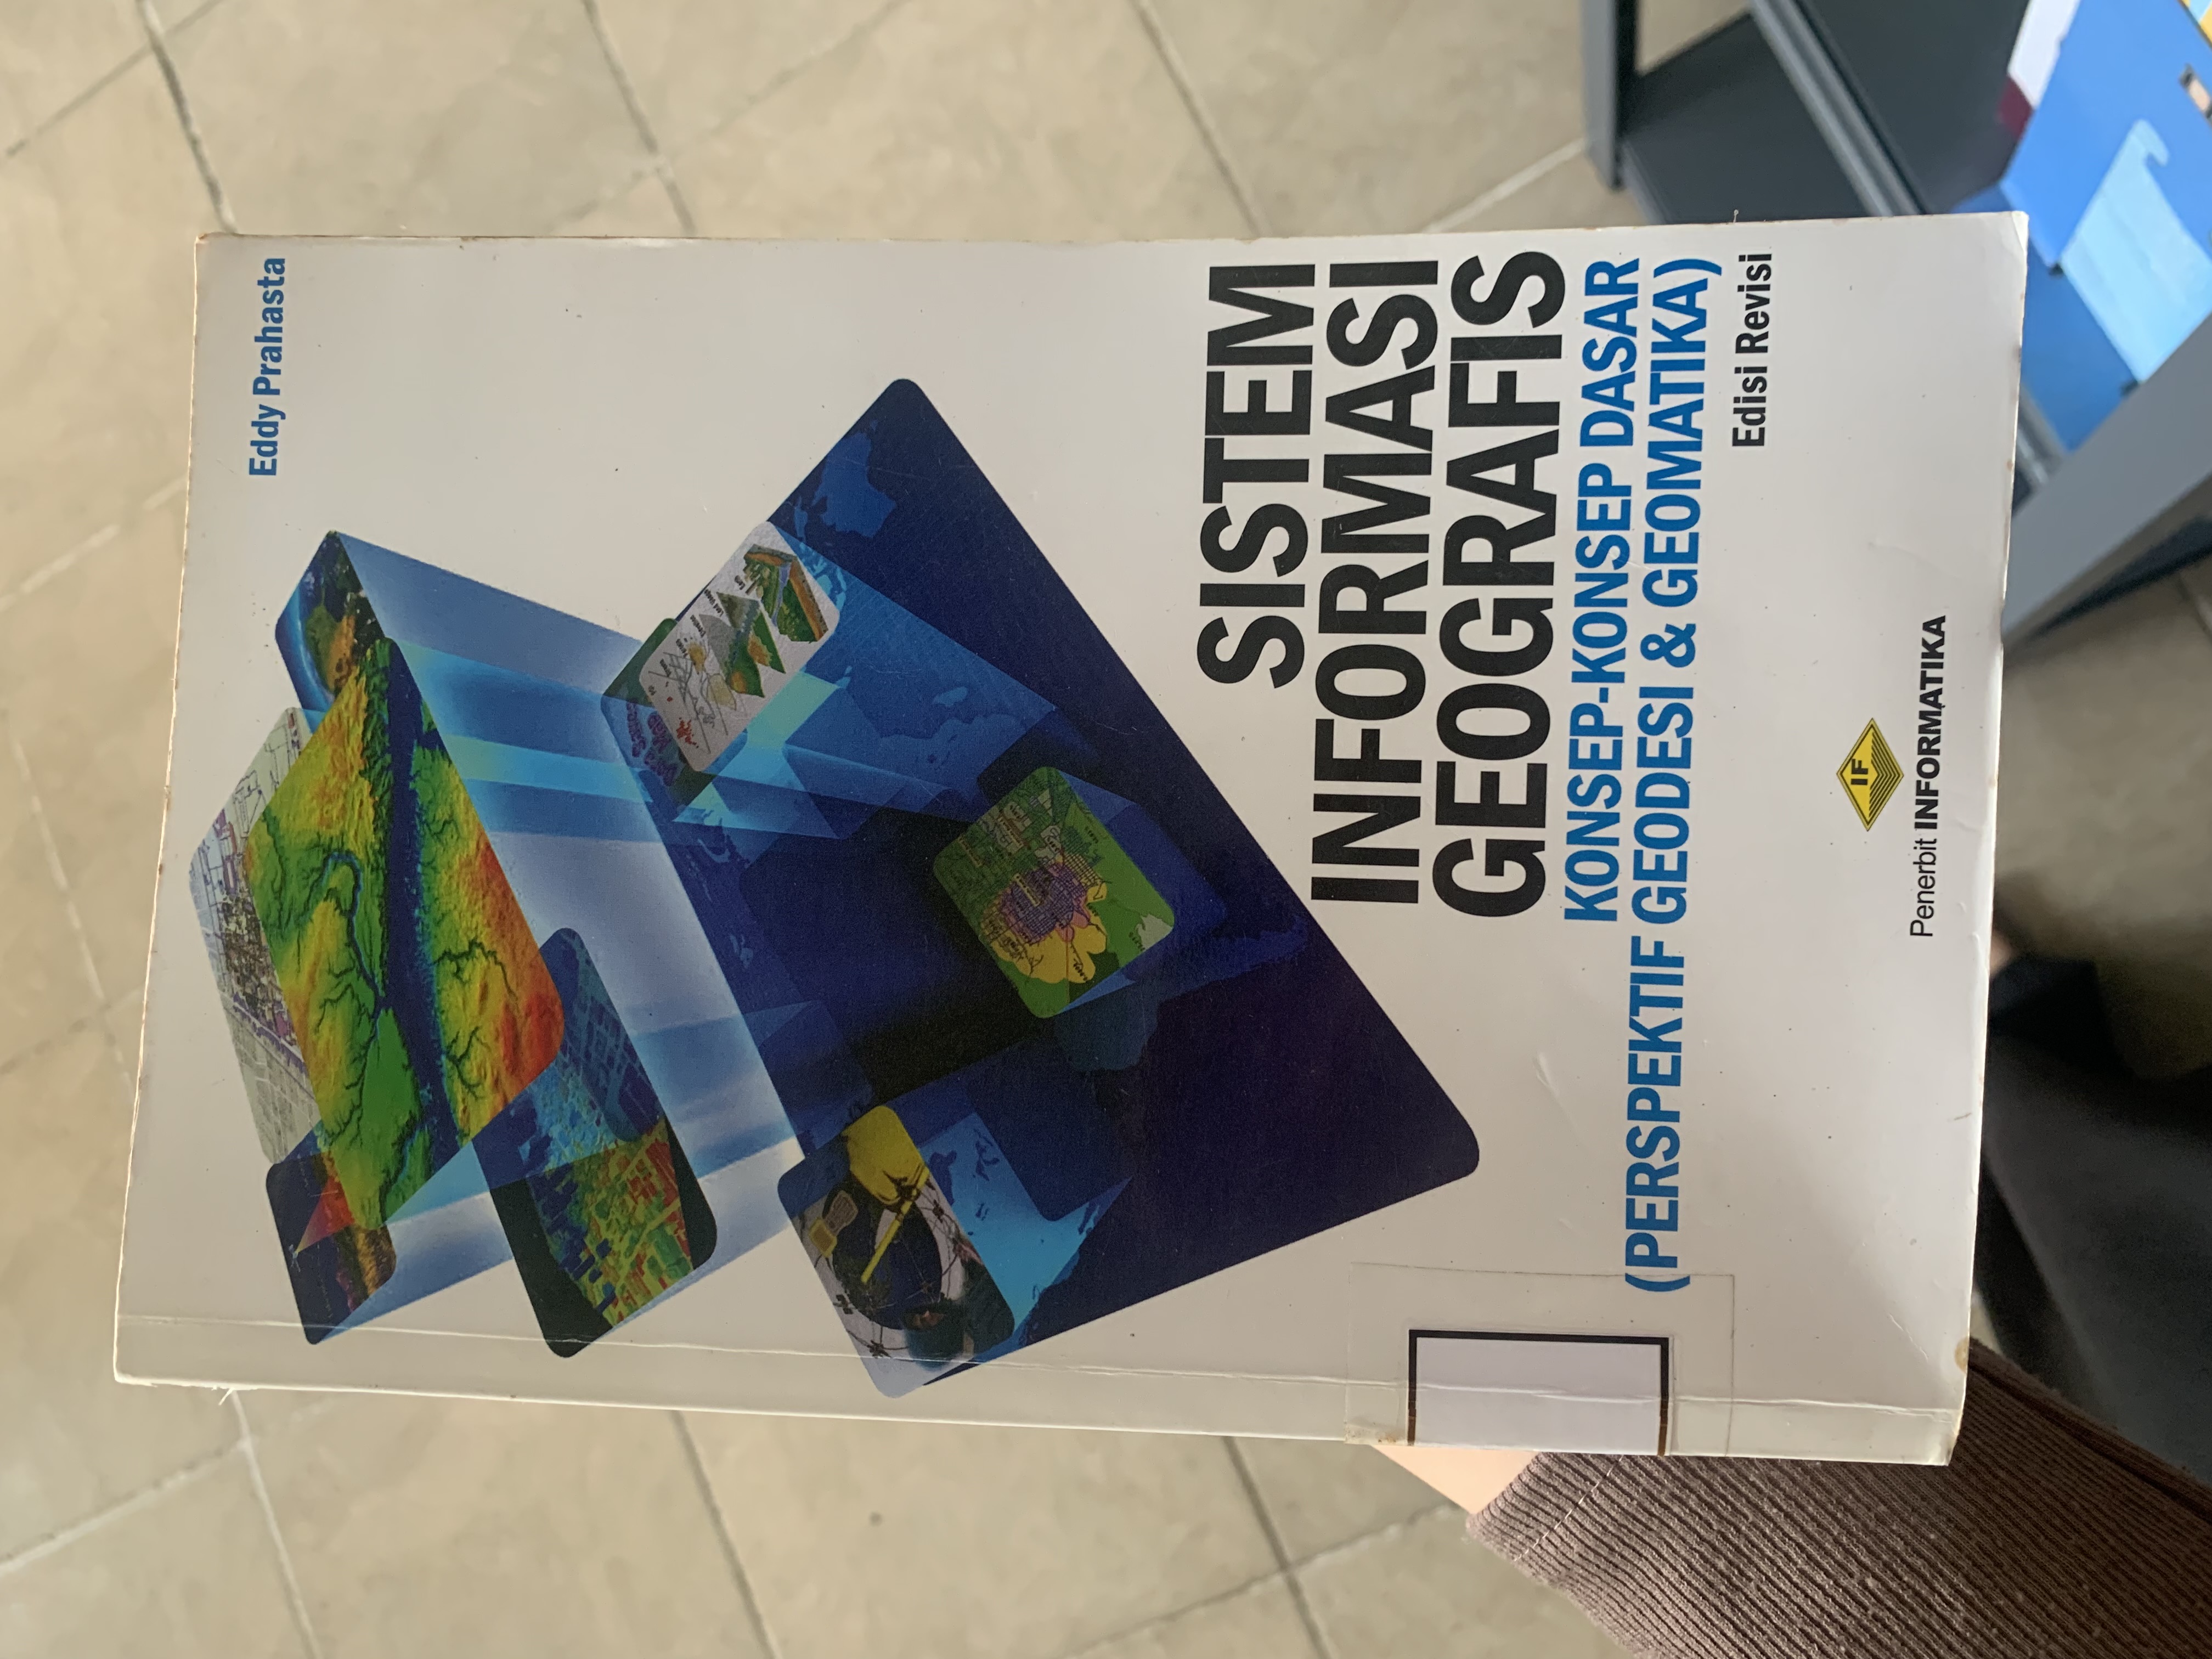 Eddy Prahasta
SISTEM
INFORMASI
GEOGRAFIS
KONSEP-KONSEP DASAR
(PERSPEKTIF GEODESI & GEOMATIKA)
Edisi Revisi
IF
Penerbit INFORMATIKA